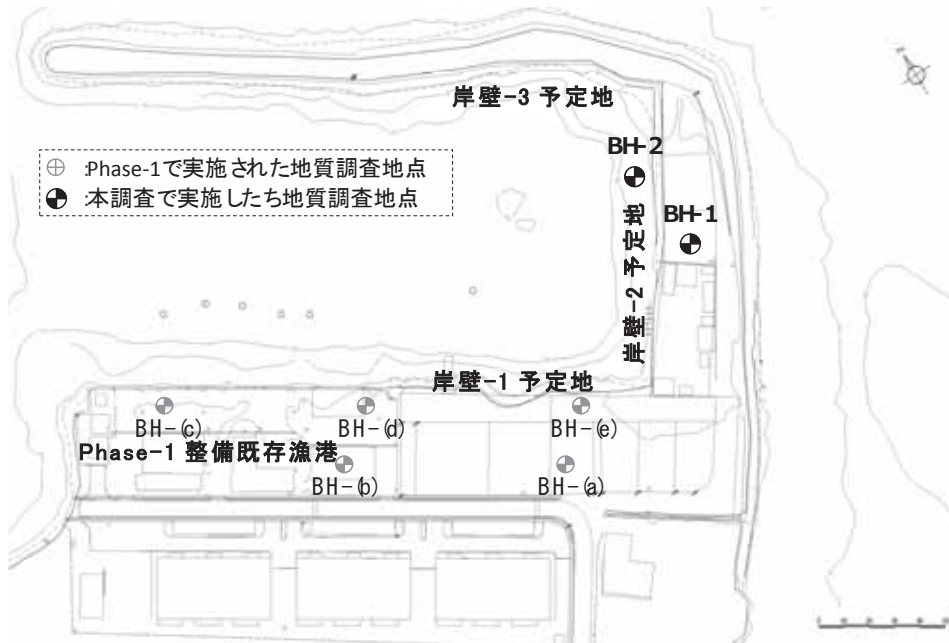 岸壁-3 予定地
BH-2
:Phase-1で実施された地質調査地点
:本調査で実施したち地質調査地点
BH-1
岸壁-2 予定地
岸壁-1 予定地
BH-(c)
BH-(d)
BH-(e)
Phase-1 整備既存漁港
BH-(b)
BH-(a)